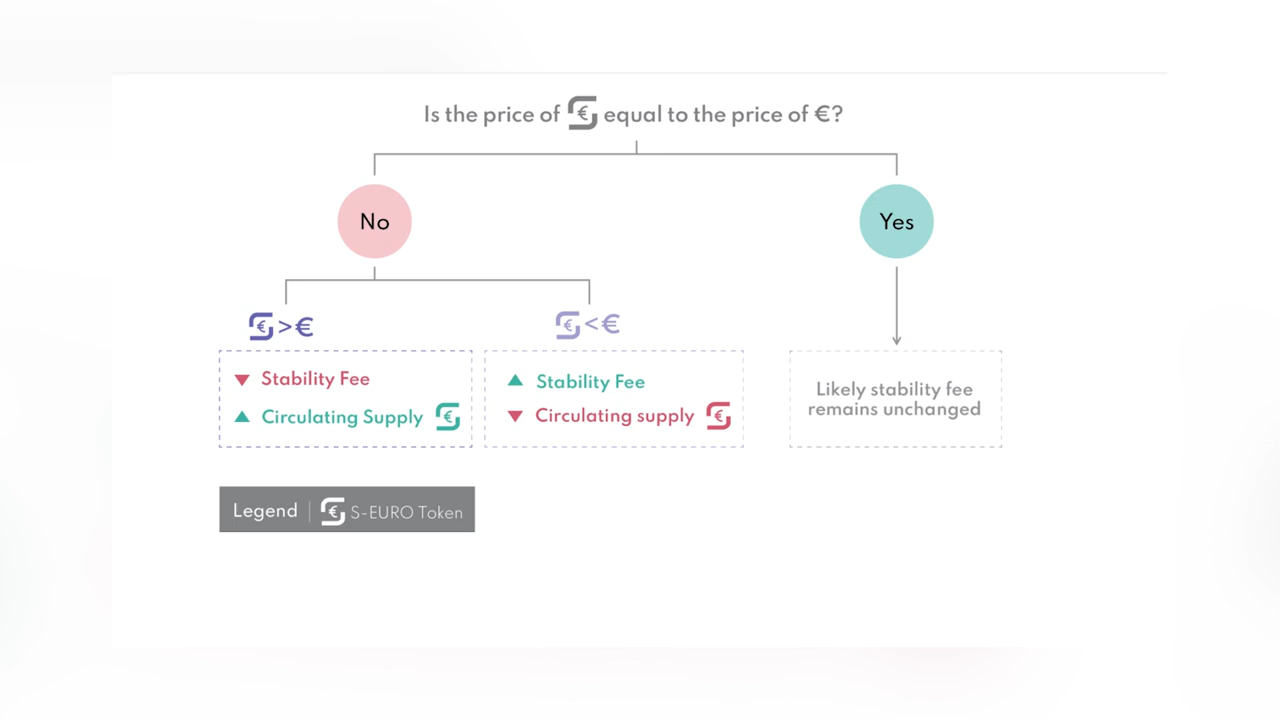 Is the price of € equal to the price of €?
No
Yes
€ > €
€ < €
Stability Fee
Circulating Supply €
Stability Fee
Circulating supply €
Likely stability fee
remains unchanged
Legend | € S-EURO Token